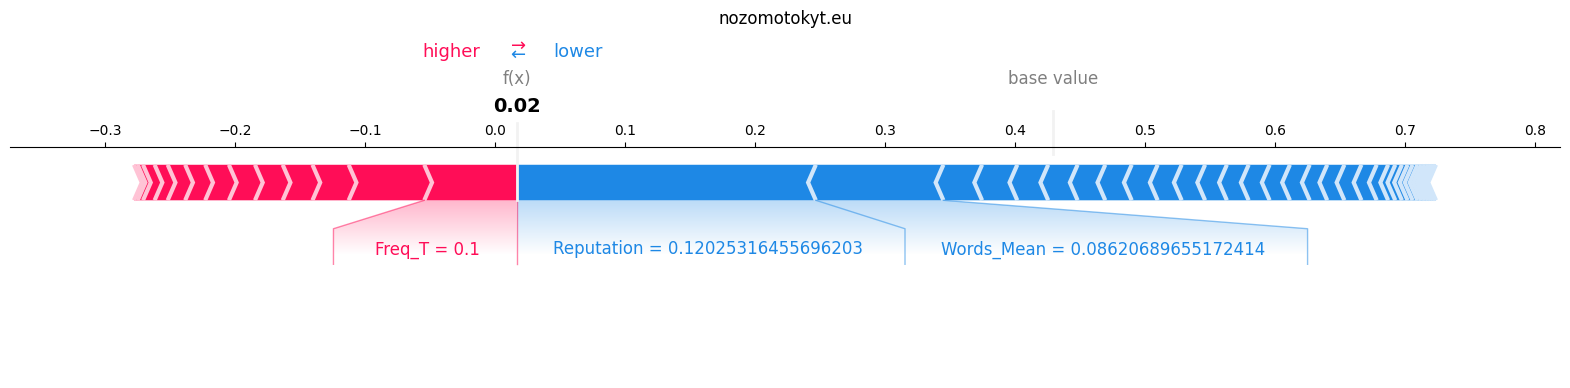 nozomotokyt.eu
higher ⇄ lower
f(x) base value
0.02
−0.3 −0.2 −0.1 0.0 0.1 0.2 0.3 0.4 0.5 0.6 0.7 0.8
Freq_T = 0.1 Reputation = 0.12025316455696203 Words_Mean = 0.08620689655172414